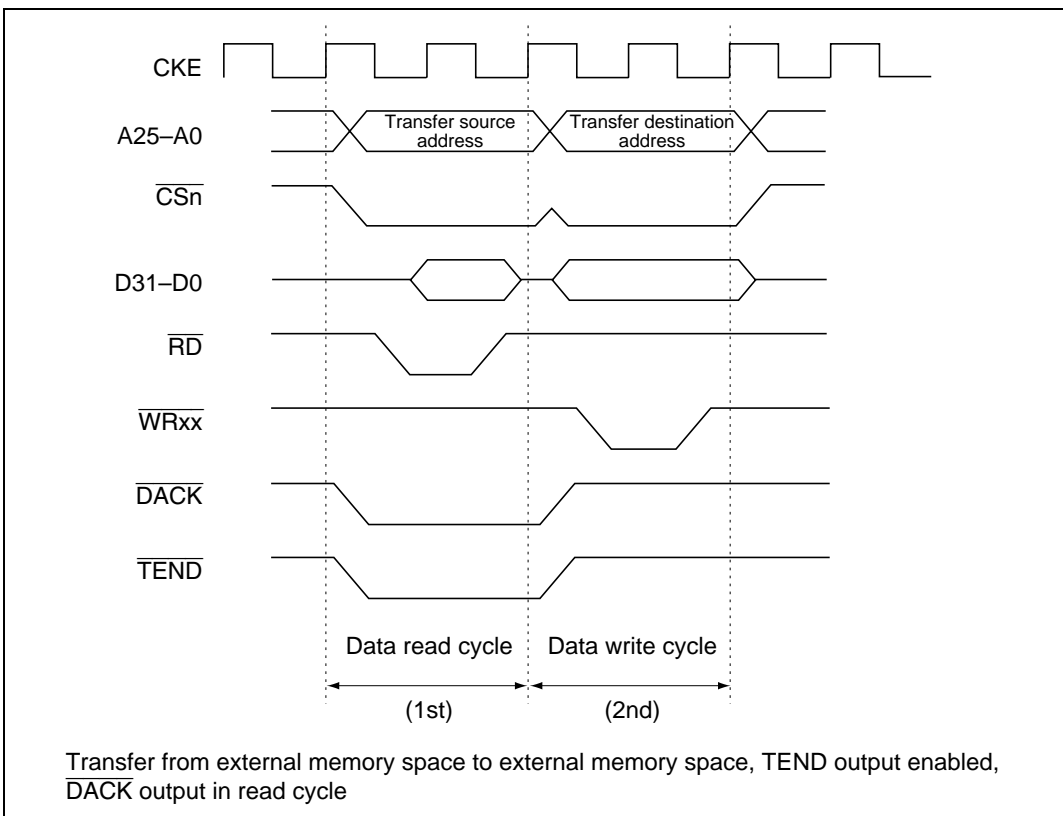 CKE
A25–A0
Transfer source
address
Transfer destination
address
CSn
D31–D0
RD
WRxx
DACK
TEND
Data read cycle
Data write cycle
(1st)
(2nd)
Transfer from external memory space to external memory space, TEND output enabled,
DACK output in read cycle